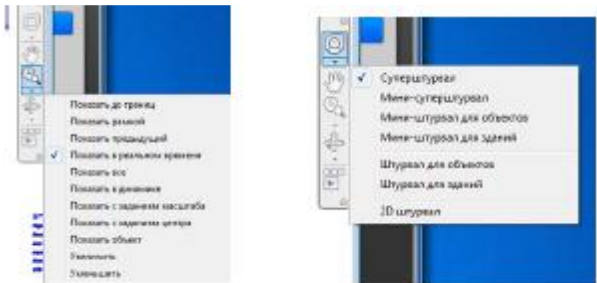 Показать до границ
Показать рамкой
Показать предыдущий
Показать в реальном времени
Показать все
Показать в динамике
Показать с заданием масштаба
Показать с заданием центра
Показать объект
Увеличить
Уменьшить
Суперштурвал
Мини-суперштурвал
Мини-штурвал для объектов
Мини-штурвал для зданий
Штурвал для объектов
Штурвал для зданий
2D штурвал